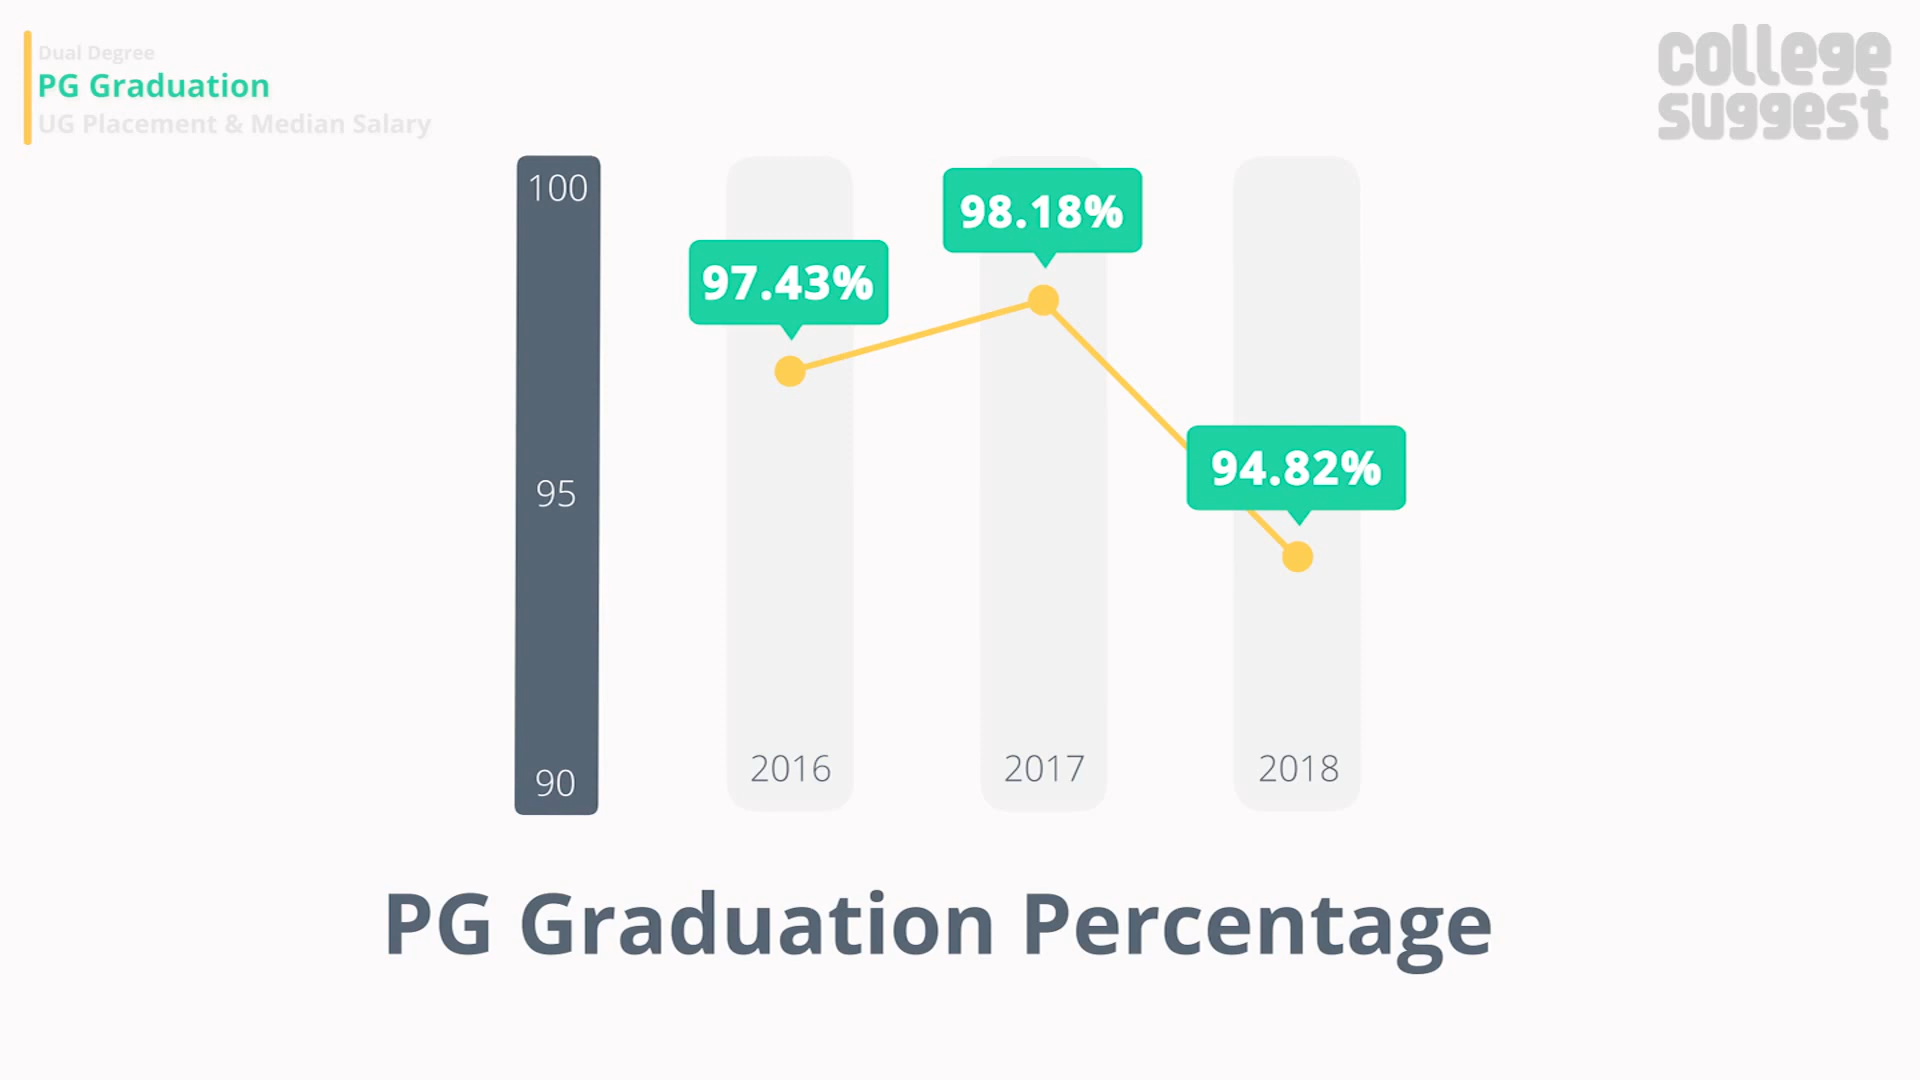 Dual Degree
PG Graduation
UG Placement & Median Salary
college
suggest
100
95
90
97.43%
98.18%
94.82%
2016
2017
2018
PG Graduation Percentage